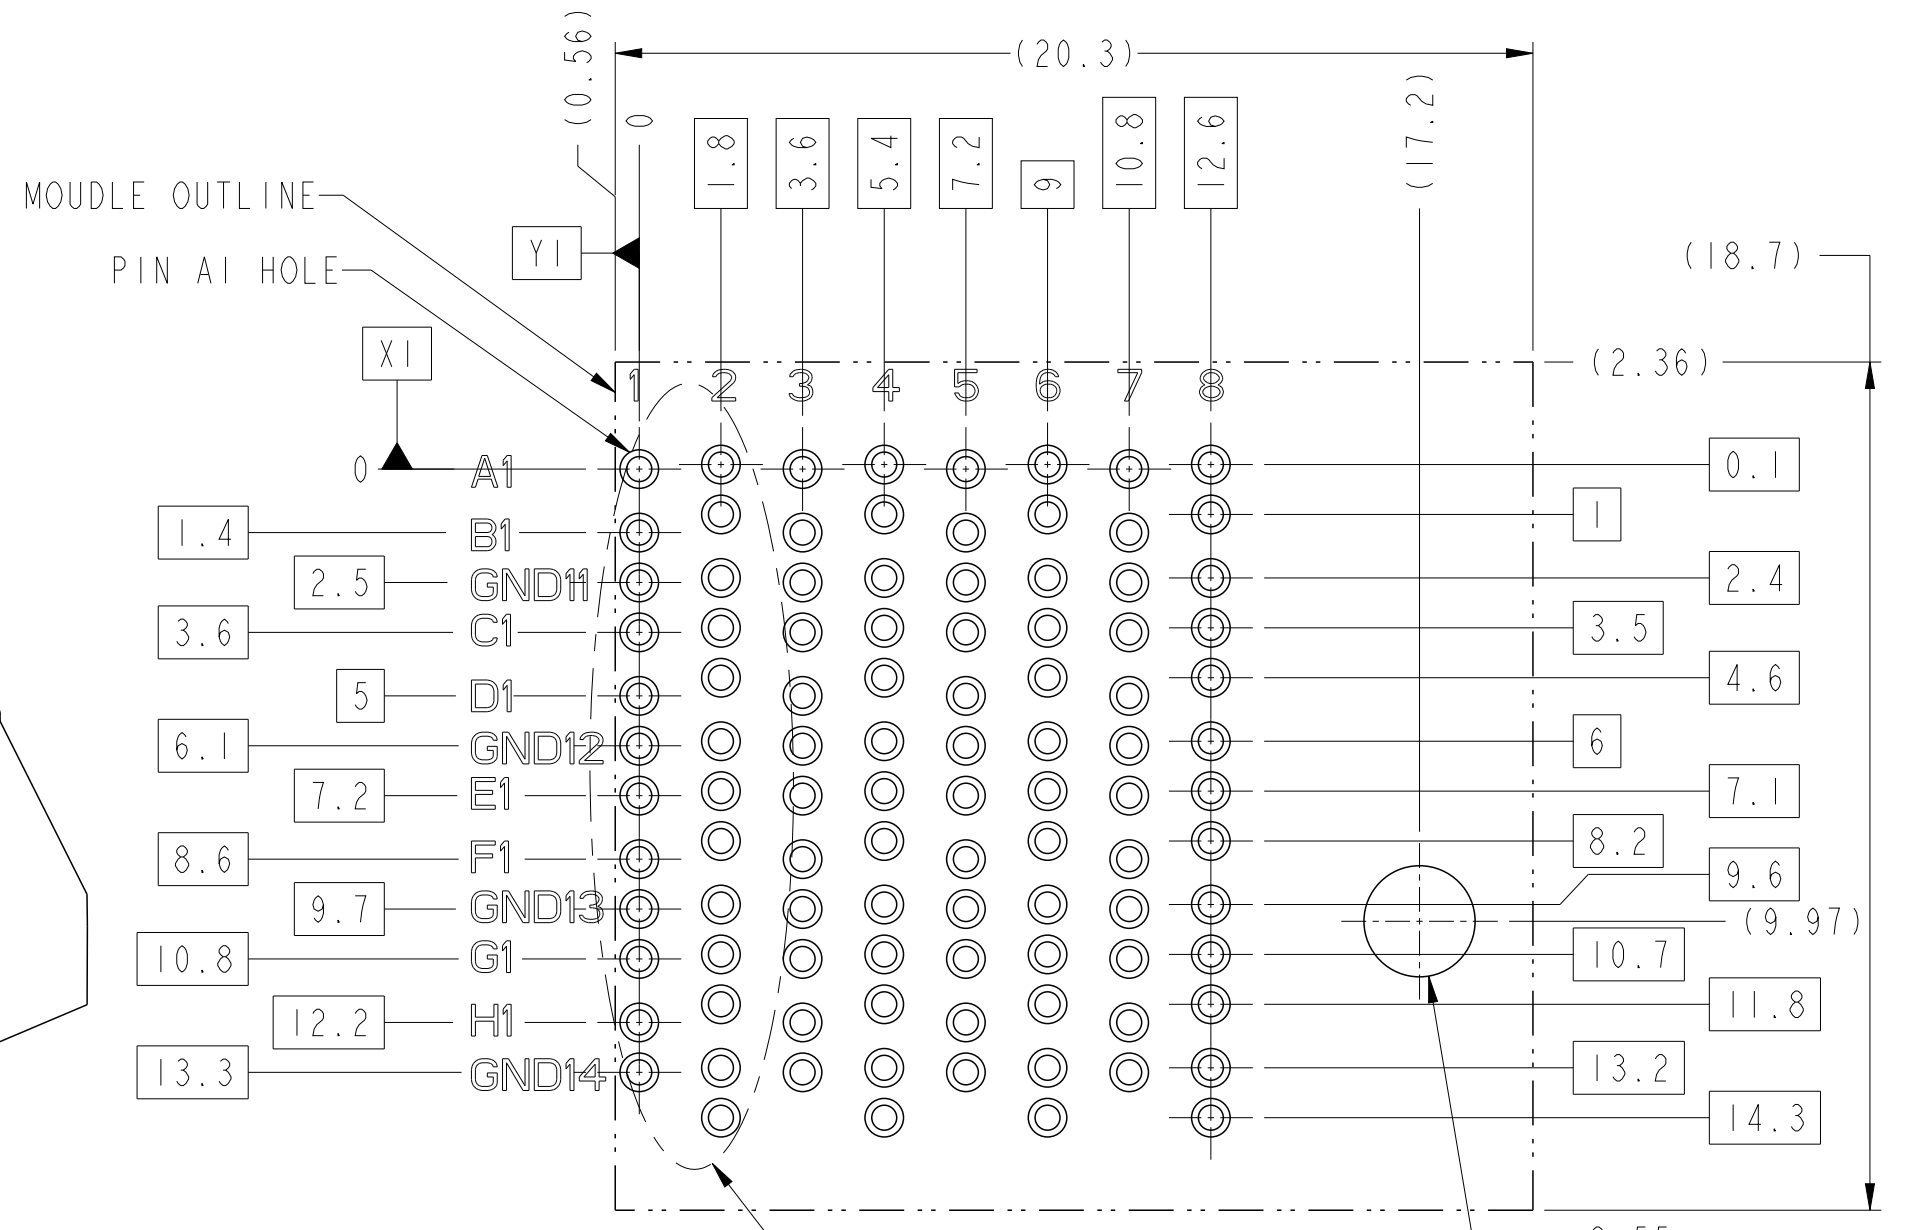 (0.56)
0
(20.3)
(17.2)
1.8
3.6
5.4
7.2
9
10.8
12.6
MOUDLE OUTLINE
PIN A1 HOLE
Y1
X1
(18.7)
(2.36)
1 2 3 4 5 6 7 8
0 A1
0.1
1
1.4 B1
2.5 GND11
2.4
3.6 C1
3.5
4.6
5 D1
6.1 GND12
6
7.2 E1
7.1
8.2
8.6 F1
9.6
9.7 GND13
(9.97)
10.8 G1
10.7
11.8
12.2 H1
13.3 GND14
13.2
14.3